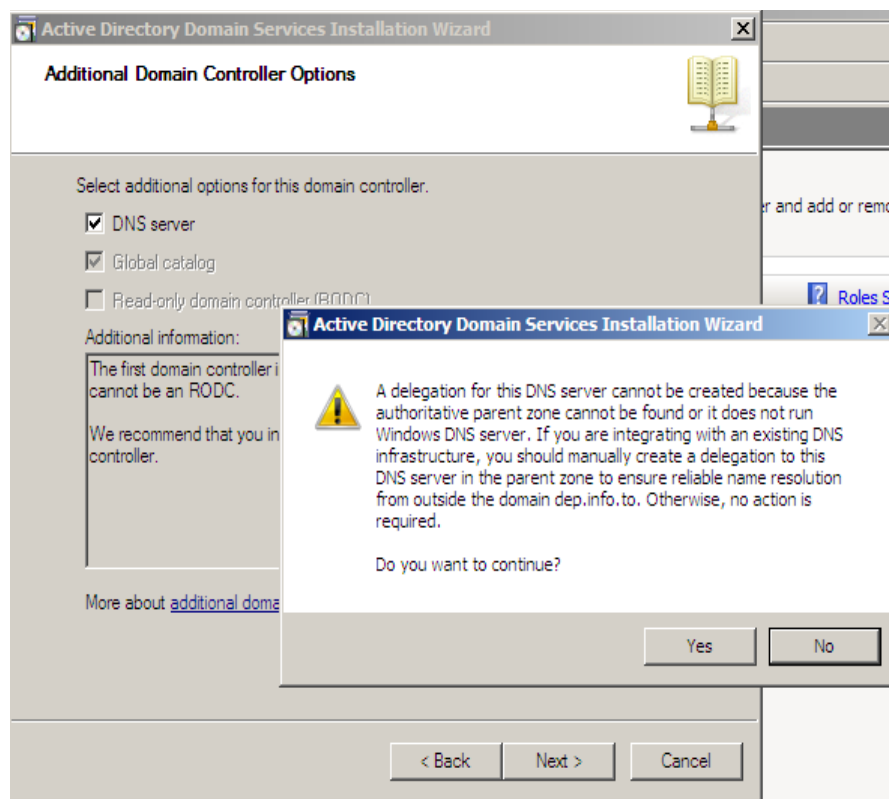 Active Directory Domain Services Installation Wizard
Additional Domain Controller Options
Select additional options for this domain controller.
DNS server
Global catalog
Read-only domain controller (RODC)
Additional information:
The first domain controller i
cannot be an RODC.
We recommend that you in
controller.
More about additional doma
< Back
Next >
Cancel
er and add or remo
Roles S
Active Directory Domain Services Installation Wizard
A delegation for this DNS server cannot be created because the
authoritative parent zone cannot be found or it does not run
Windows DNS server. If you are integrating with an existing DNS
infrastructure, you should manually create a delegation to this
DNS server in the parent zone to ensure reliable name resolution
from outside the domain dep.info.to. Otherwise, no action is
required.
Do you want to continue?
Yes
No